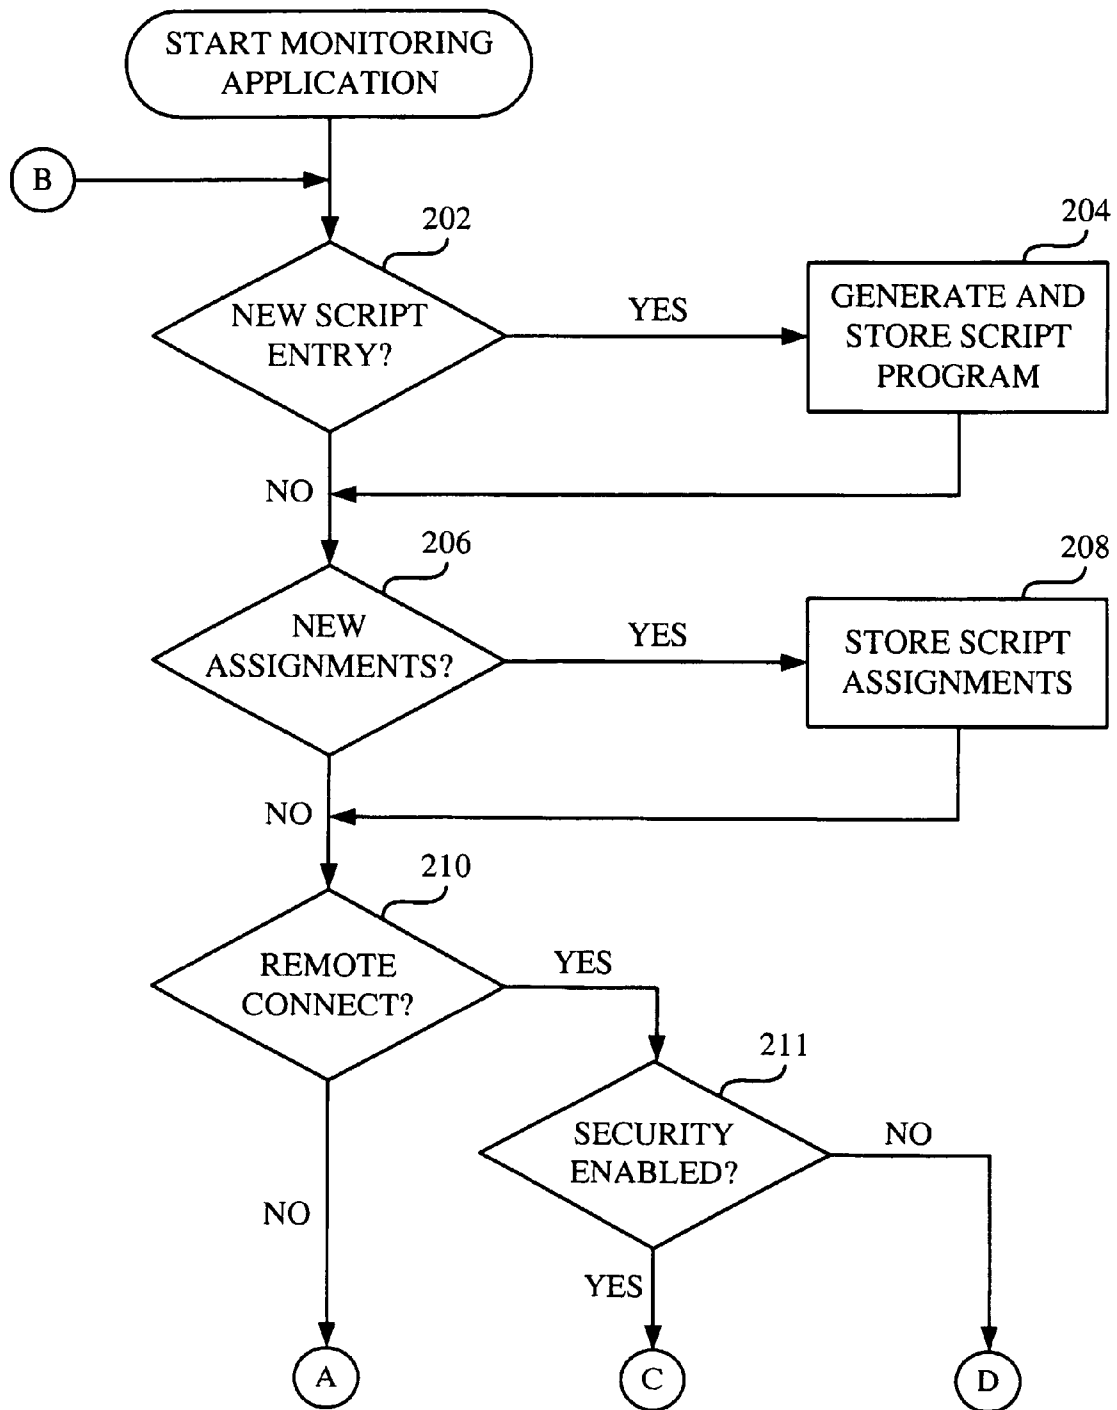 START MONITORING
APPLICATION
B
202
204
NEW SCRIPT
ENTRY?
YES
GENERATE AND
STORE SCRIPT
PROGRAM
NO
206
208
NEW
ASSIGNMENTS?
YES
STORE SCRIPT
ASSIGNMENTS
NO
210
REMOTE
CONNECT?
YES
211
SECURITY
ENABLED?
NO
NO
YES
A
C
D